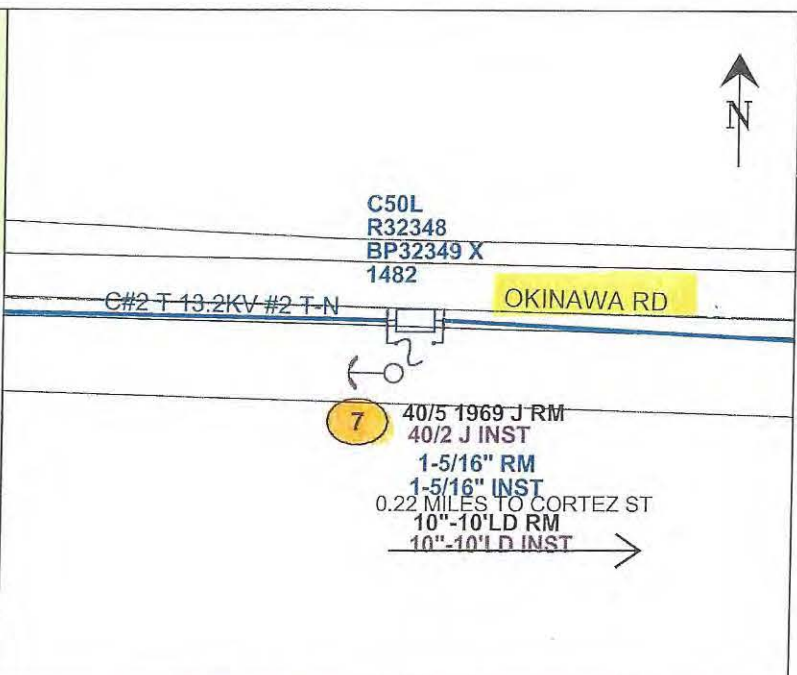 N
C50L
R32348
BP32349 X
1482
C#2 T 13.2KV #2 T-N
OKINAWA RD
7
40/5 1969 J RM
40/2 J INST
1-5/16" RM
1-5/16" INST
0.22 MILES TO CORTEZ ST
10"-10'LD RM
10"-10'LD INST